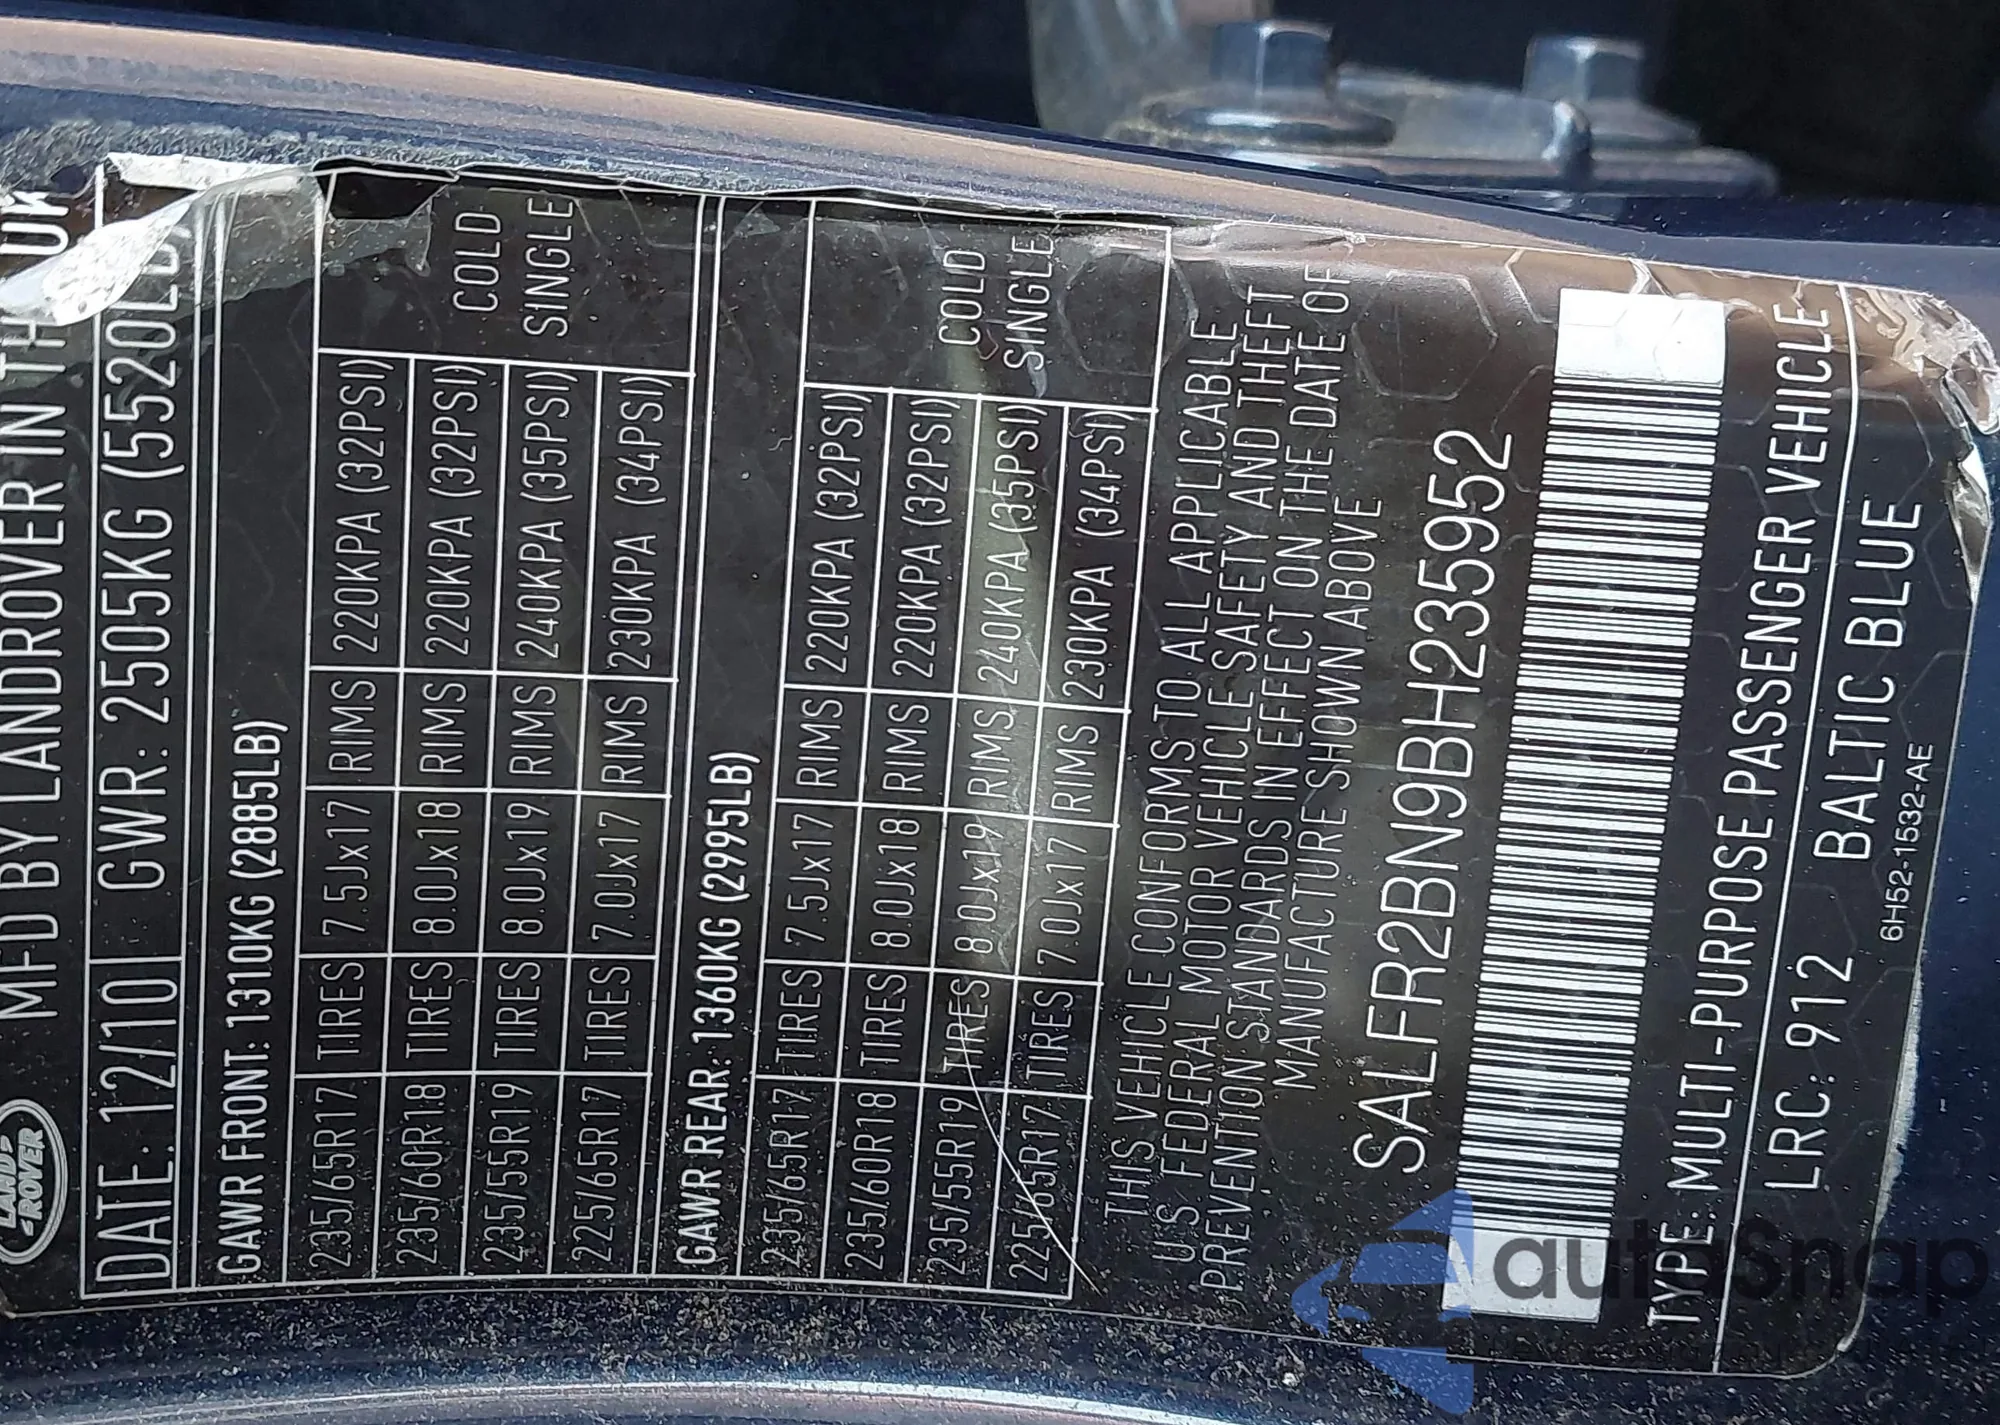 LAND
ROVER
MFD BY LANDROVER IN TH UK
DATE: 12/10 GWR: 2505KG (5520LB)
GAWR FRONT: 1310KG (2885LB)
235/65R17 TIRES 7.5Jx17 RIMS 220KPA (32PSI) COLD
235/60R18 TIRES 8.0Jx18 RIMS 220KPA (32PSI) SINGLE
235/55R19 TIRES 8.0Jx19 RIMS 240KPA (35PSI)
225/65R17 TIRES 7.0Jx17 RIMS 230KPA (34PSI)
GAWR REAR: 1360KG (2995LB)
235/65R17 TIRES 7.5Jx17 RIMS 220KPA (32PSI) COLD
235/60R18 TIRES 8.0Jx18 RIMS 220KPA (32PSI) SINGLE
235/55R19 TIRES 8.0Jx19 RIMS 240KPA (35PSI)
225/65R17 TIRES 7.0Jx17 RIMS 230KPA (34PSI)
THIS VEHICLE CONFORMS TO ALL APPLICABLE
U.S. FEDERAL MOTOR VEHICLE SAFETY AND THEFT
PREVENTION STANDARDS IN EFFECT ON THE DATE OF
MANUFACTURE SHOWN ABOVE
SALFR2BN9BH235952
TYPE: MULTI-PURPOSE PASSENGER VEHICLE
LRC: 912 BALTIC BLUE
6H52-1532-AE
autoSnap